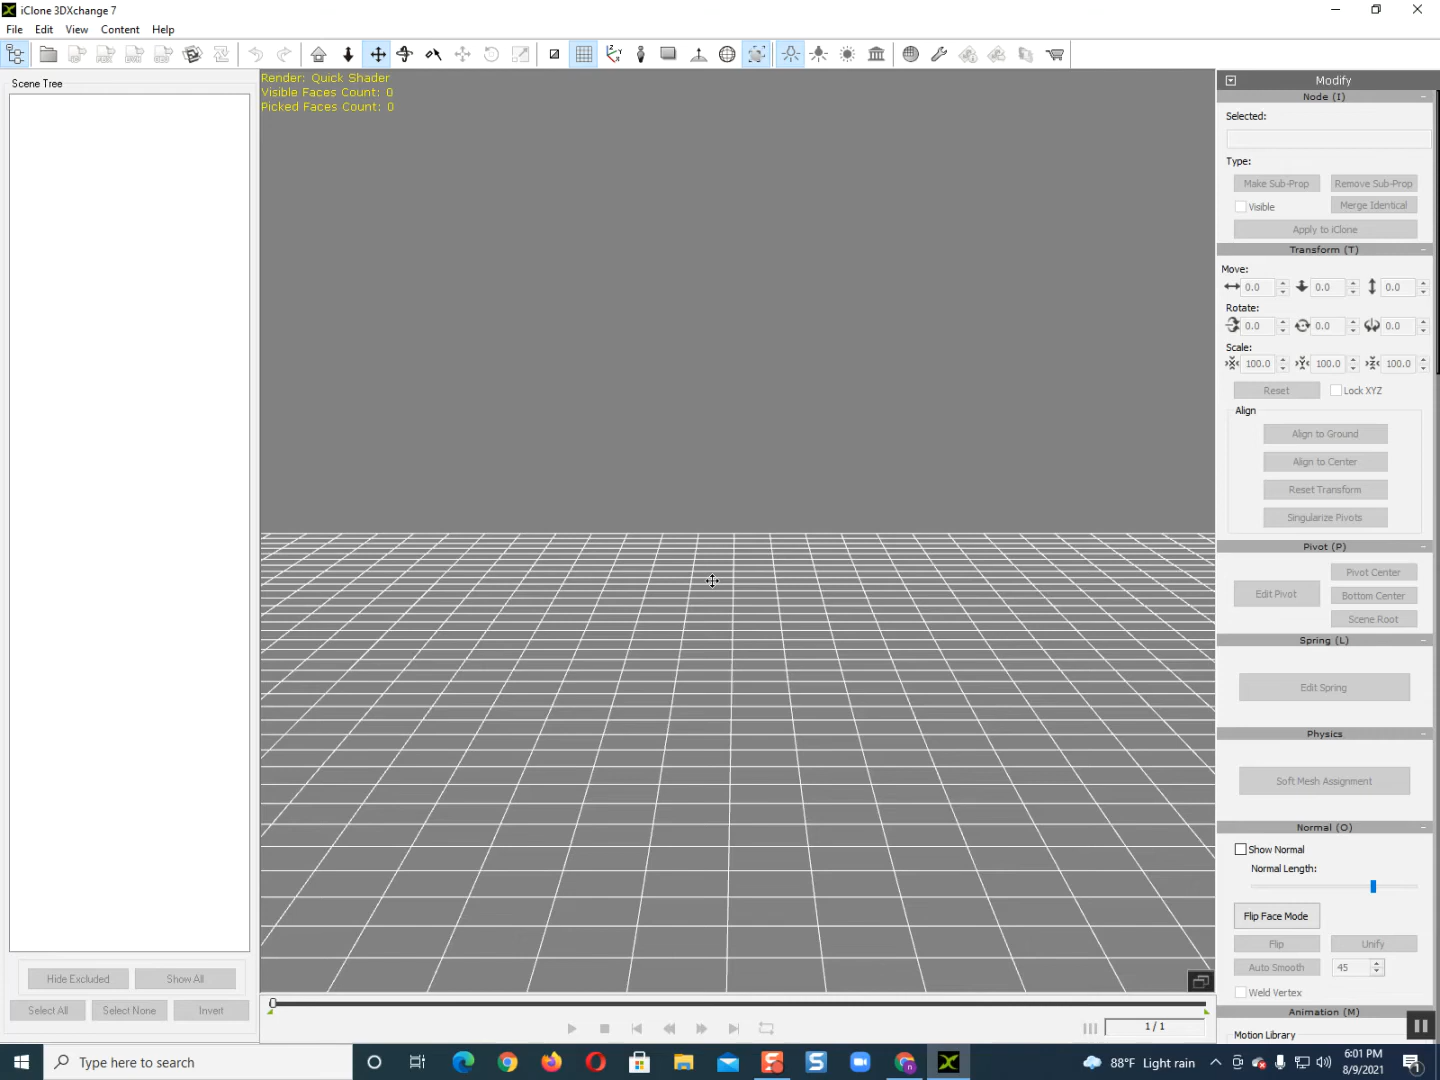 iClone 3DXchange 7
File Edit View Content Help
Scene Tree
Render: Quick Shader
Visible Faces Count: 0
Picked Faces Count: 0
Modify
Node (I)
Selected:
Type:
Make Sub-Prop Remove Sub-Prop
Visible Merge Identical
Apply to iClone
Transform (T)
Move:
0.0 0.0 0.0
Rotate:
0.0 0.0 0.0
Scale:
100.0 100.0 100.0
Reset Lock XYZ
Align
Align to Ground
Align to Center
Reset Transform
Singularize Pivots
Pivot (P)
Edit Pivot
Pivot Center
Bottom Center
Scene Root
Spring (L)
Edit Spring
Physics
Soft Mesh Assignment
Normal (O)
Show Normal
Normal Length:
Flip Face Mode
Flip Unify
Auto Smooth 45
Weld Vertex
Animation (M)
Motion Library
Hide Excluded Show All
Select All Select None Invert
1 / 1
Type here to search
88°F Light rain
6:01 PM
8/9/2021